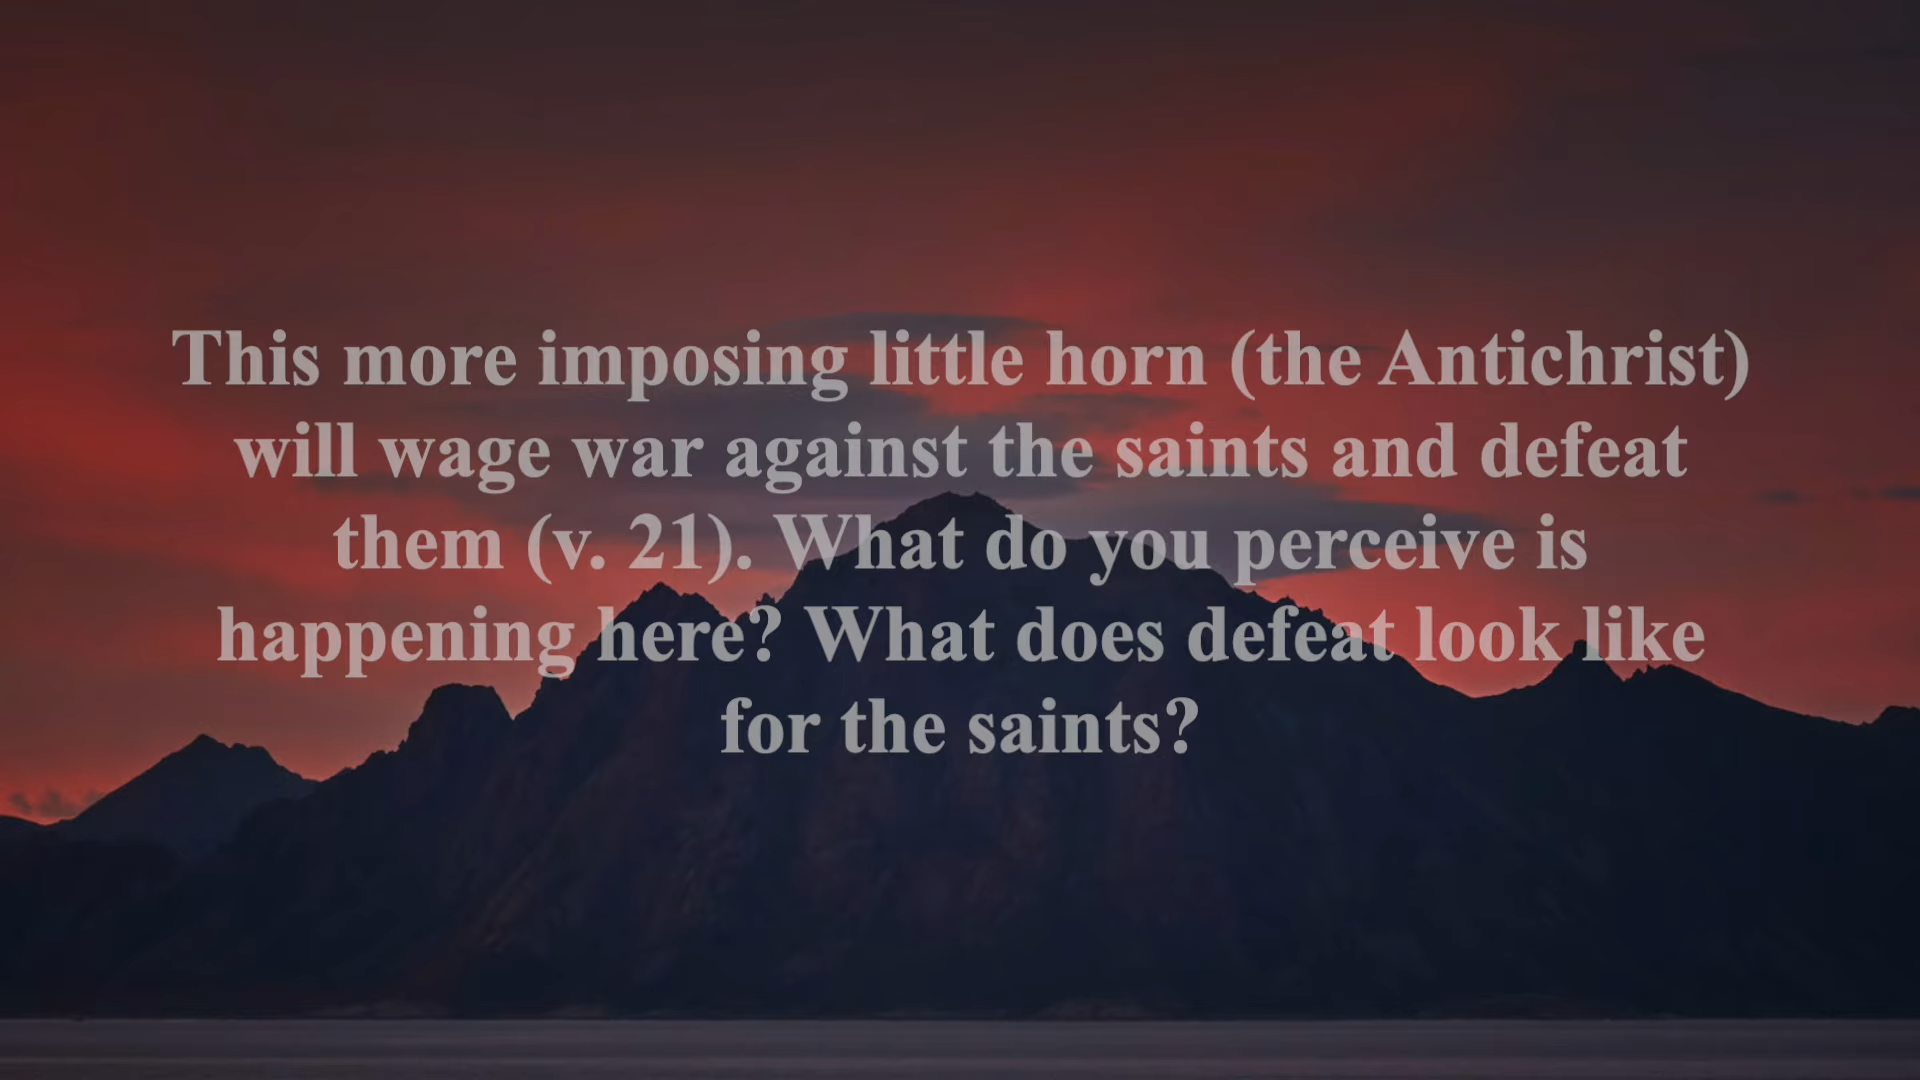 This more imposing little horn (the Antichrist)
will wage war against the saints and defeat
them (v. 21). What do you perceive is
happening here? What does defeat look like
for the saints?